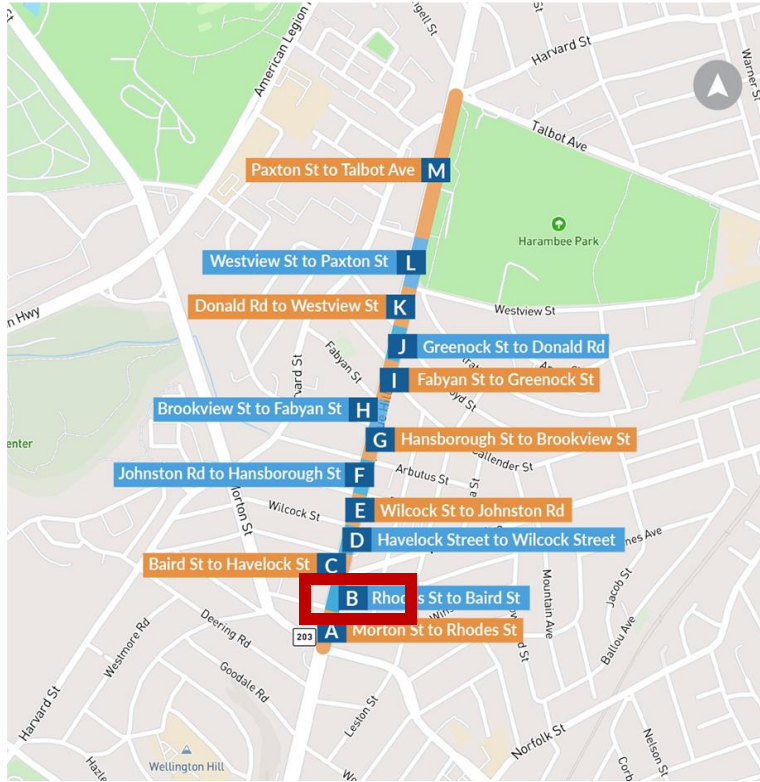 American Legion H
ngell St
Harvard St
Warner St
Talbot Ave
Paxton St to Talbot Ave M
Harambee Park
Westview St to Paxton St L
n Hwy
Donald Rd to Westview St K
Westview St
J Greenock St to Donald Rd
Fabyan St
I Fabyan St to Greenock St
Brookview St to Fabyan St H
G Hansborough St to Brookview St
enter
Callender St
Arbutus St
Johnston Rd to Hansborough St F
Morton St
Wilcock St
E Wilcock St to Johnston Rd
D Havelock Street to Wilcock Street
Baird St to Havelock St C
B Rhodes St to Baird St
203
A Morton St to Rhodes St
Mountain Ave
Jacob St
Ballou Ave
Deering Rd
Westmore Rd
Goodale Rd
Leston St
Harvard St
Norfolk St
Nelson St
Wellington Hill